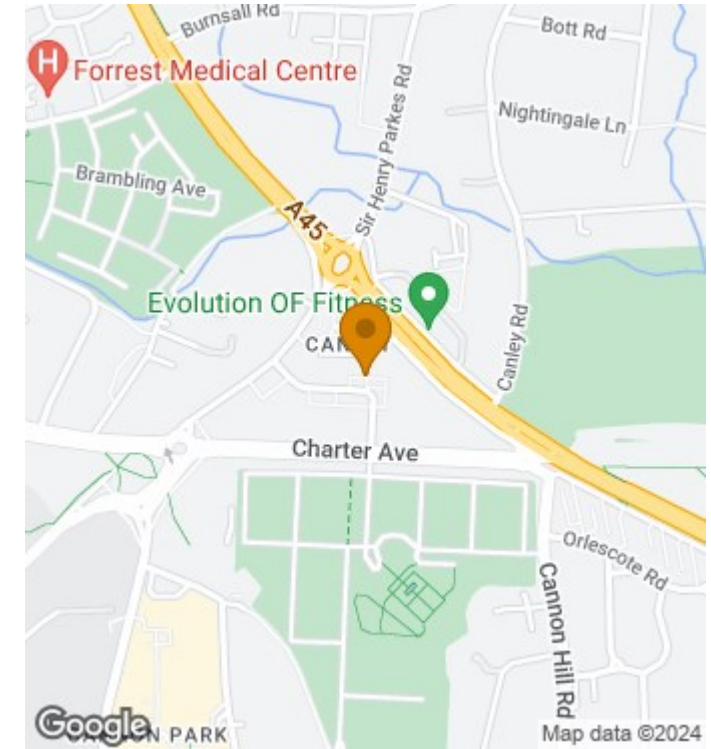 Burnsall Rd
Bott Rd
H
Forrest Medical Centre
Sir Henry Parkes Rd
Nightingale Ln
Brambling Ave
A45
Evolution OF Fitness
Canley Rd
Charter Ave
Orlescote Rd
Cannon Hill Rd
Google
PARK
Map data ©2024